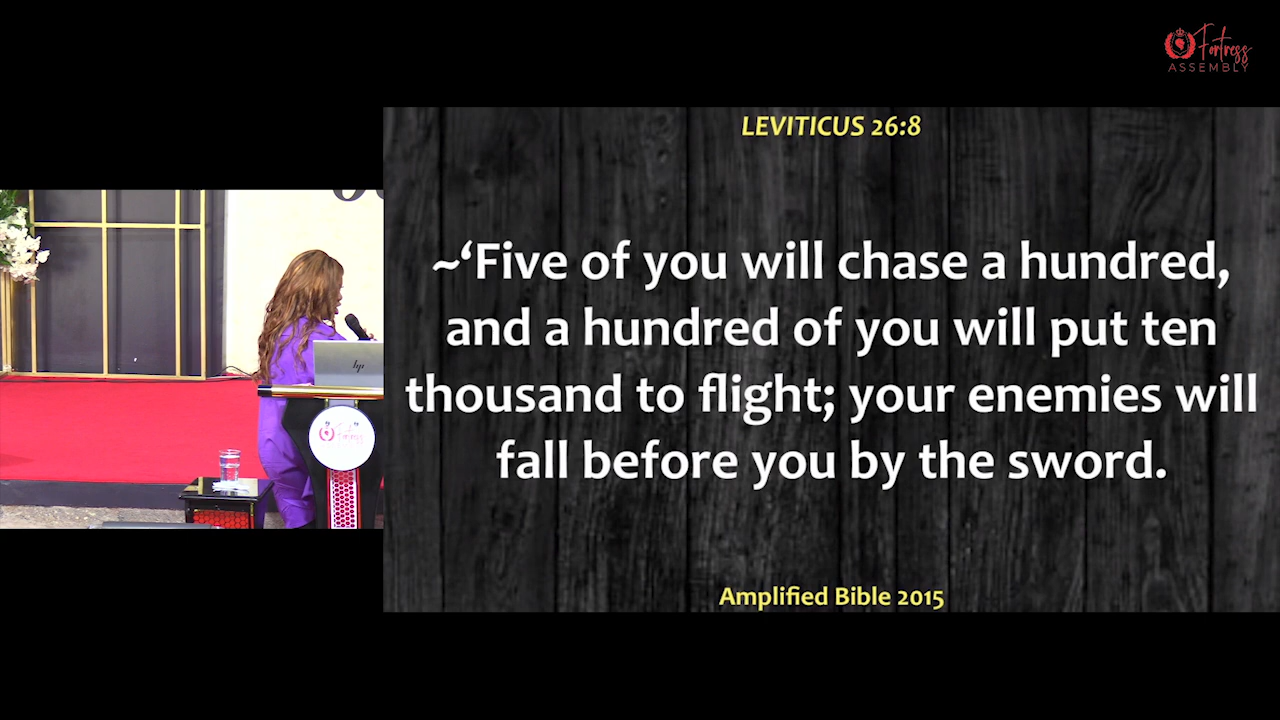 Fortress
ASSEMBLY
LEVITICUS 26:8
~‘Five of you will chase a hundred,
and a hundred of you will put ten
thousand to flight; your enemies will
fall before you by the sword.
Amplified Bible 2015
hp